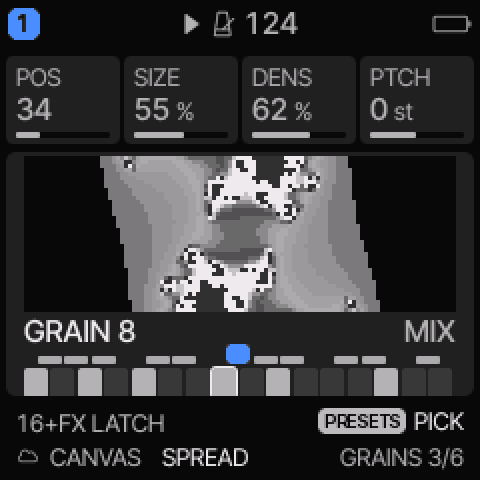 1 124
POS SIZE DENS PTCH
34 55 % 62 % 0 st
GRAIN 8 MIX
16+FX LATCH PRESETS PICK
CANVAS SPREAD GRAINS 3/6